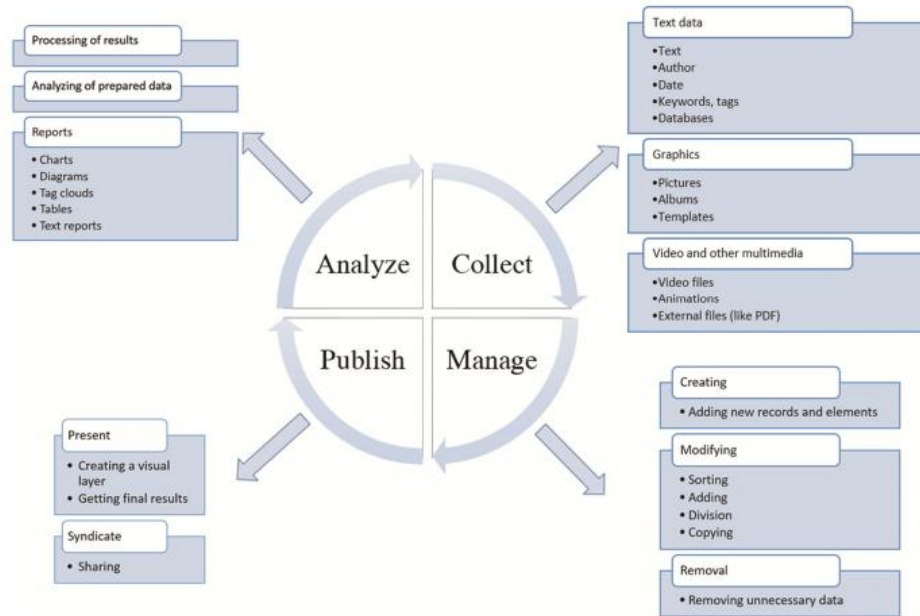 Processing of results
Analyzing of prepared data
Reports
• Charts
• Diagrams
• Tag clouds
• Tables
• Text reports
Text data
•Text
•Author
•Date
•Keywords, tags
•Databases
Graphics
•Pictures
•Albums
•Templates
Video and other multimedia
•Video files
•Animations
•External files (like PDF)
Analyze
Collect
Publish
Manage
Present
• Creating a visual
layer
• Getting final results
Syndicate
• Sharing
Creating
• Adding new records and elements
Modifying
• Sorting
• Adding
• Division
• Copying
Removal
• Removing unnecessary data